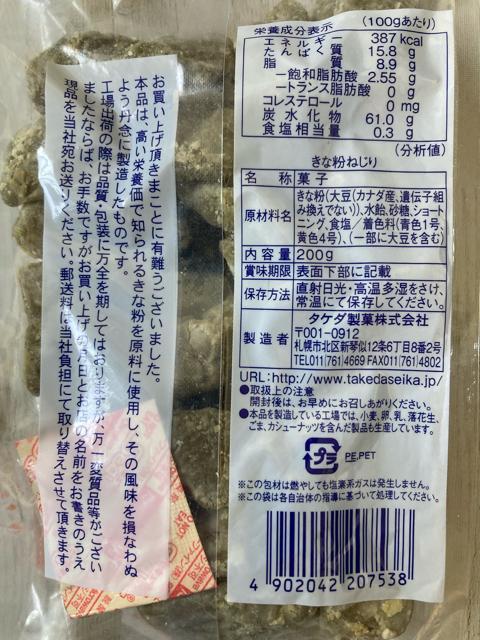 お買い上げ頂きまことに有難うございました。
本品は、高い栄養価で知られるきな粉を原料に使用し、その風味を損なわぬ
よう丹念に製造したものです。
工場出荷の際は品質・包装に万全を期してはおりますが、万一変質品等がござい
ましたならば、お手数ですがお買い上げの月日とお店の名前をお書きのうえ
現品を当社宛お送りください。郵送料は当社負担にて取り替えさせて頂きます。
栄養成分表示 (100gあたり)
エネルギー 387 kcal
たんぱく質 15.8 g
脂質 8.9 g
－飽和脂肪酸 2.55 g
－トランス脂肪酸 0 g
コレステロール 0 mg
炭水化物 61.0 g
食塩相当量 0.3 g
(分析値)
きな粉ねじり
名称 菓子
原材料名 きな粉(大豆(カナダ産、遺伝子組
み換えでない))、水飴、砂糖、ショート
ニング、食塩／着色料(青色1号、
黄色4号)、(一部に大豆を含む)
内容量 200g
賞味期限 表面下部に記載
保存方法 直射日光・高温多湿をさけ、
常温にて保存してください。
製造者 タケダ製菓株式会社
〒001-0912
札幌市北区新琴似12条6丁目8番2号
TEL011(761)4669 FAX011(761)4802
URL:http://www.takedaseika.jp/
●取扱上の注意
開封後は、お早めにお召しあがりください。
●本品を製造している工場では、小麦、卵、乳、落花生、
ごま、カシューナッツを含んだ製品も生産しています。
プラ PE,PET
※この包材は燃やしても塩素系ガスは発生しません。
※この袋は各自治体の指導に基づいて処理してください。
4 902042 207538